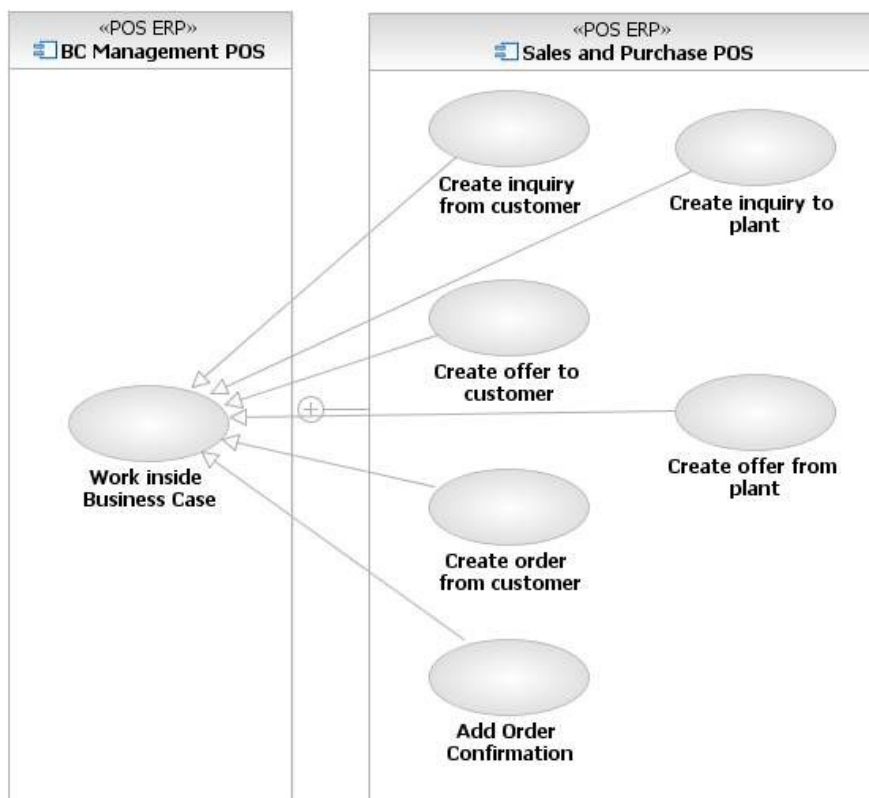 «POS ERP»
BC Management POS
«POS ERP»
Sales and Purchase POS
Create inquiry
from customer
Create inquiry to
plant
Create offer to
customer
Create offer from
plant
Work inside
Business Case
Create order
from customer
Add Order
Confirmation